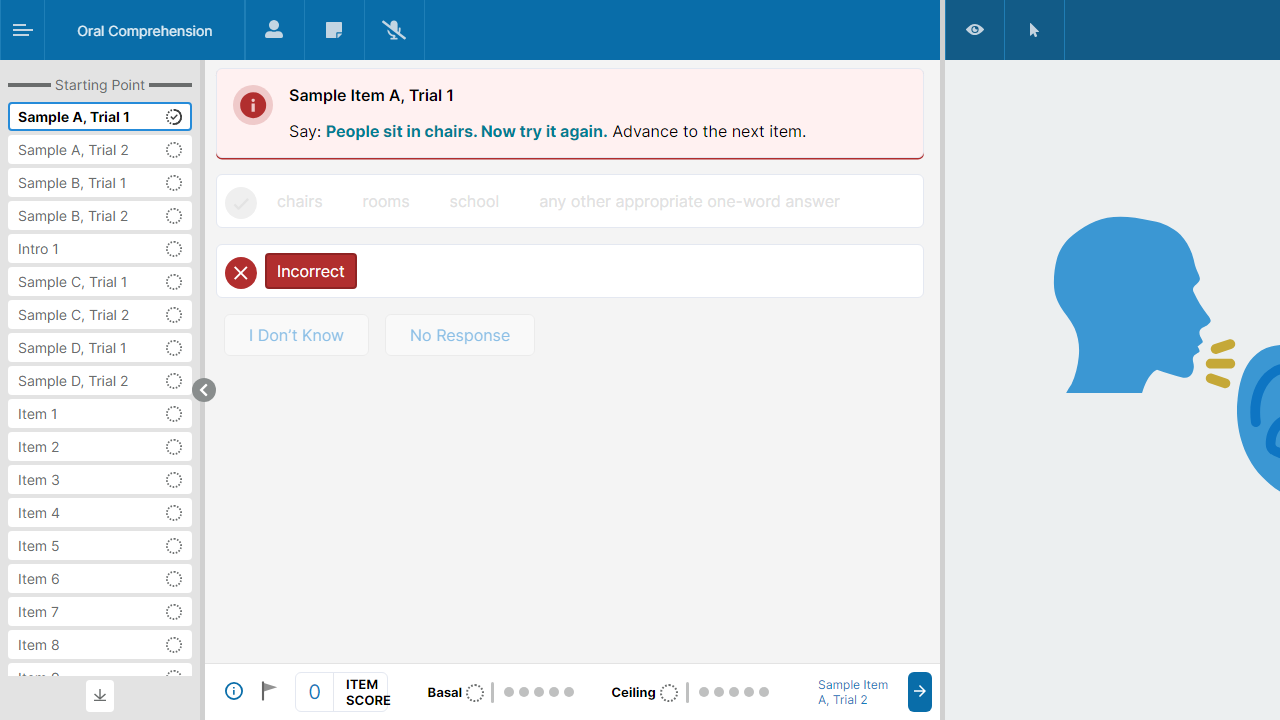 Oral Comprehension
Starting Point
Sample A, Trial 1
Sample A, Trial 2
Sample B, Trial 1
Sample B, Trial 2
Intro 1
Sample C, Trial 1
Sample C, Trial 2
Sample D, Trial 1
Sample D, Trial 2
Item 1
Item 2
Item 3
Item 4
Item 5
Item 6
Item 7
Item 8
Sample Item A, Trial 1
Say: People sit in chairs. Now try it again. Advance to the next item.
chairs rooms school any other appropriate one-word answer
Incorrect
I Don't Know No Response
0 ITEM SCORE
Basal
Ceiling
Sample Item
A, Trial 2